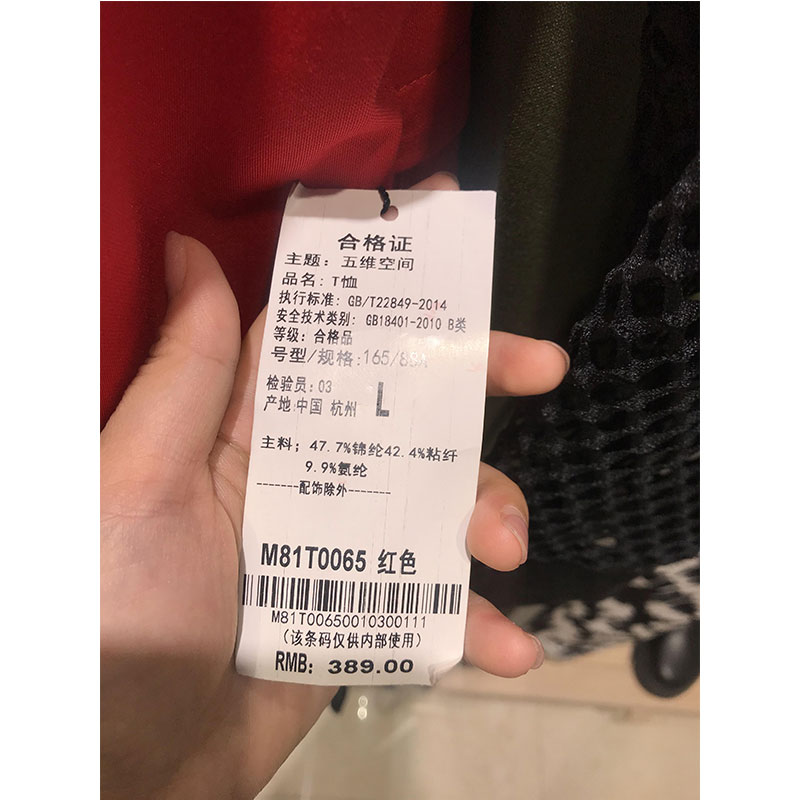 合格证
主题：五维空间
品名：T恤
执行标准：GB/T22849-2014
安全技术类别：GB18401-2010 B类
等级：合格品
号型/规格:165/88A
检验员：03
产地:中国 杭州 L
主料；47.7%锦纶42.4%粘纤
9.9%氨纶
-------配饰除外-------
M81T0065 红色
M81T00650010300111
（该条码仅供内部使用）
RMB：389.00